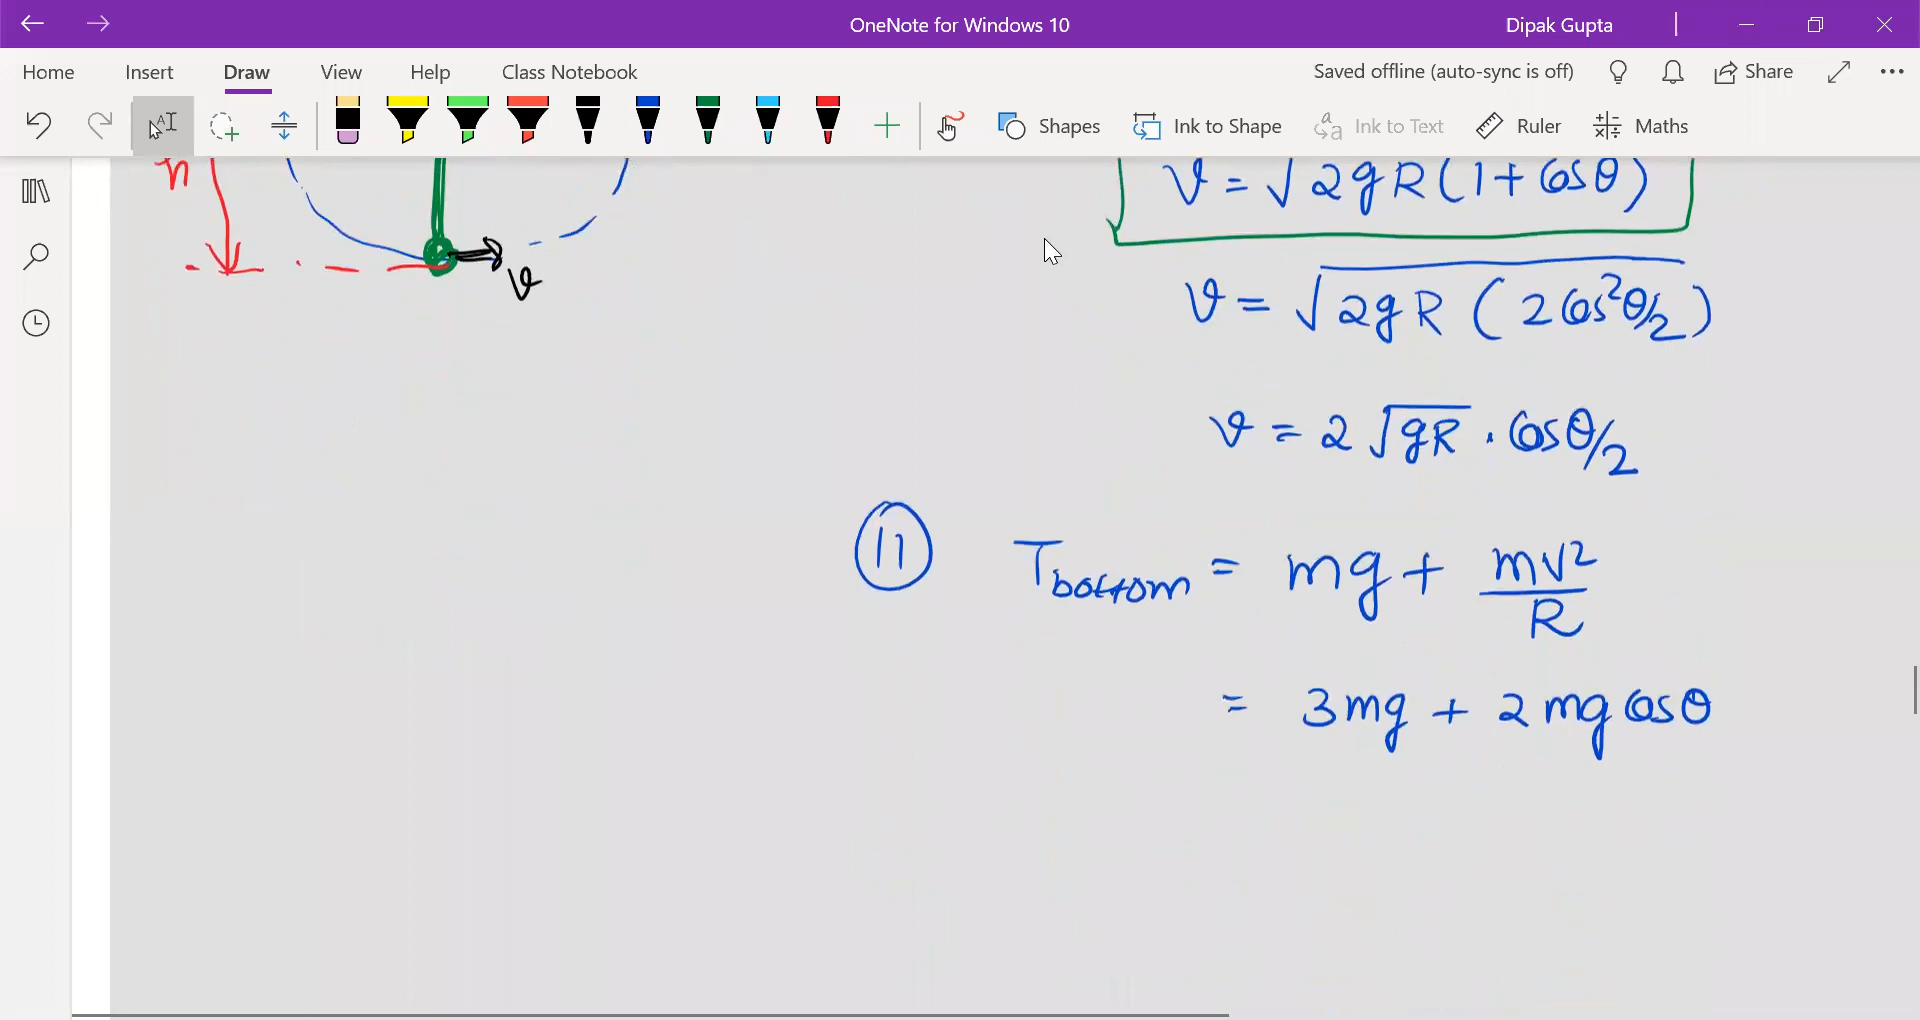 OneNote for Windows 10
Dipak Gupta
Home Insert Draw View Help Class Notebook
Saved offline (auto-sync is off) Share
Shapes Ink to Shape Ink to Text Ruler Maths
h
v = √2gR(1+Cosθ)
v
v = √2gR (2Cos²θ/2)
v = 2√gR . Cosθ/2
11 Tbottom = mg + mv²/R
= 3mg + 2mg Cosθ